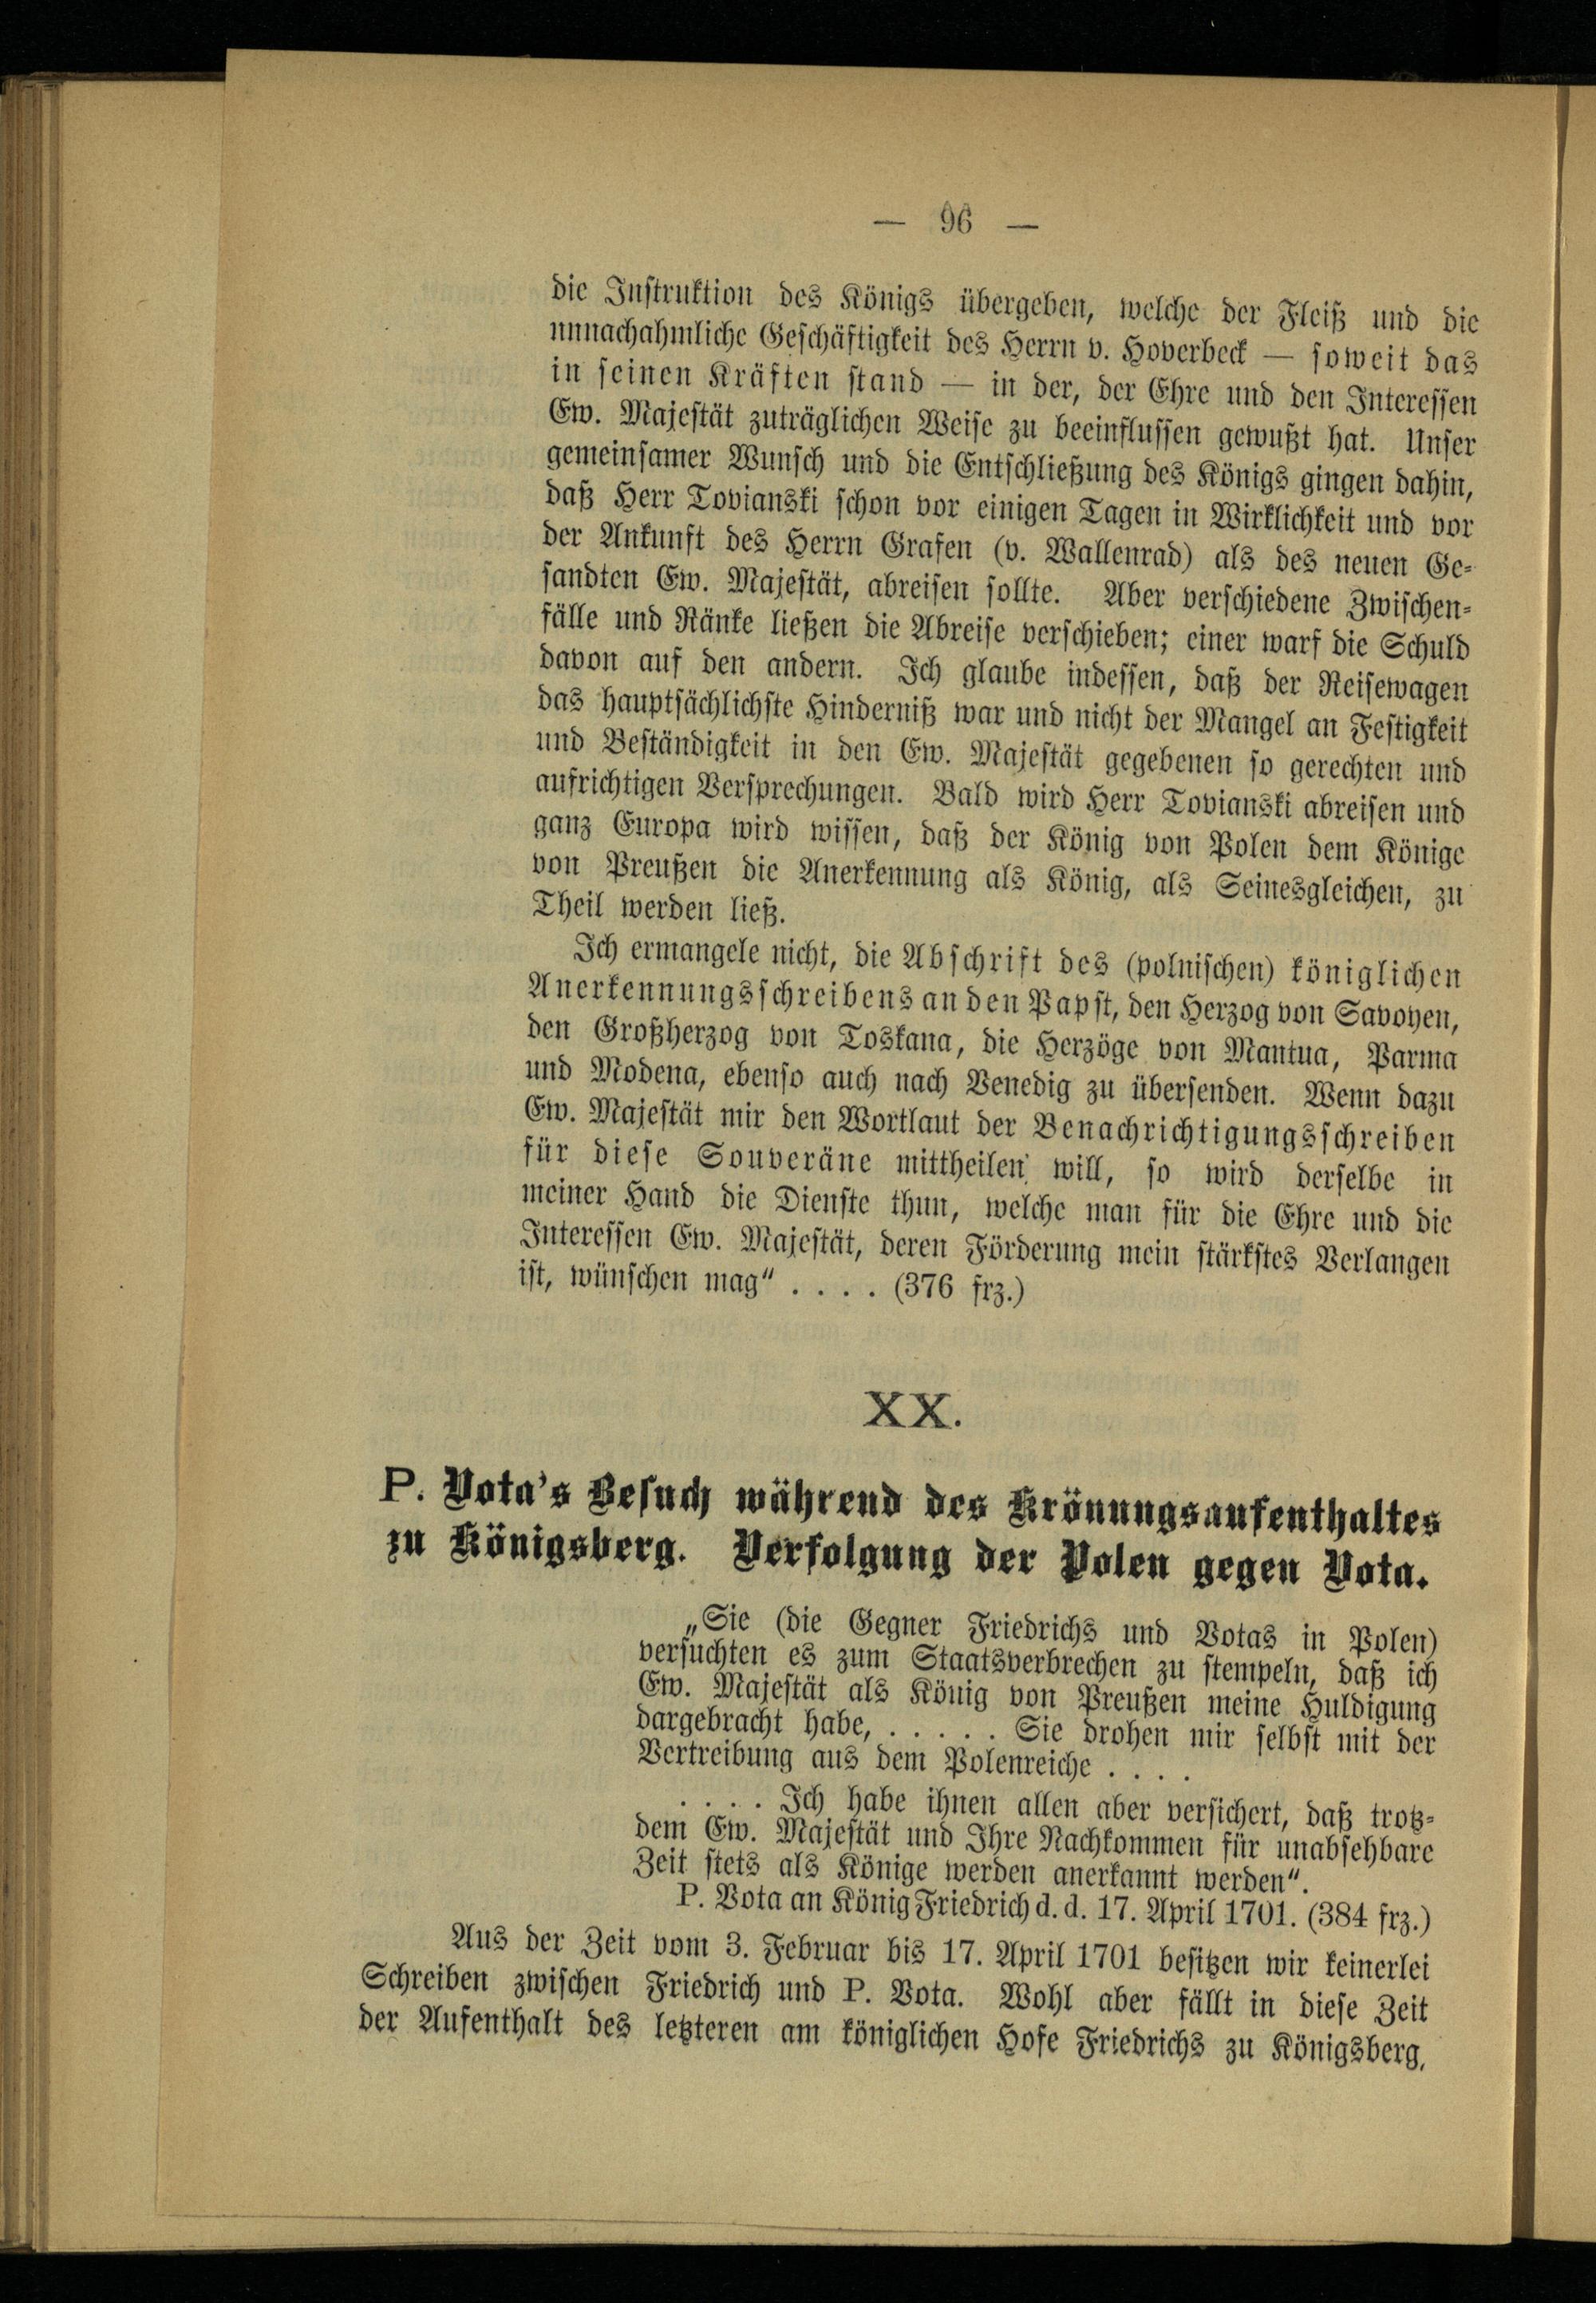 — 96 —
die Instruktion des Königs übergeben, welche der Fleiß und die
unnachahmliche Geschäftigkeit des Herrn v. Hoverbeck — soweit das
in seinen Kräften stand — in der, der Ehre und den Interessen
Ew. Majestät zuträglichen Weise zu beeinflussen gewußt hat. Unser
gemeinsamer Wunsch und die Entschließung des Königs gingen dahin,
daß Herr Tovianski schon vor einigen Tagen in Wirklichkeit und vor
der Ankunft des Herrn Grafen (v. Wallenrad) als des neuen Ge-
sandten Ew. Majestät, abreisen sollte. Aber verschiedene Zwischen-
fälle und Ränke ließen die Abreise verschieben; einer warf die Schuld
davon auf den andern. Ich glaube indessen, daß der Reisewagen
das hauptsächlichste Hinderniß war und nicht der Mangel an Festigkeit
und Beständigkeit in den Ew. Majestät gegebenen so gerechten und
aufrichtigen Versprechungen. Bald wird Herr Tovianski abreisen und
ganz Europa wird wissen, daß der König von Polen dem Könige
von Preußen die Anerkennung als König, als Seinesgleichen, zu
Theil werden ließ.
Ich ermangele nicht, die Abschrift des (polnischen) königlichen
Anerkennungsschreibens an den Papst, den Herzog von Savoyen,
den Großherzog von Toskana, die Herzöge von Mantua, Parma
und Modena, ebenso auch nach Venedig zu übersenden. Wenn dazu
Ew. Majestät mir den Wortlaut der Benachrichtigungsschreiben
für diese Souveräne mittheilen will, so wird derselbe in
meiner Hand die Dienste thun, welche man für die Ehre und die
Interessen Ew. Majestät, deren Förderung mein stärkstes Verlangen
ist, wünschen mag“ . . . . (376 frz.)
XX.
P. Vota's Besuch während des Krönungsaufenthaltes
zu Königsberg. Verfolgung der Polen gegen Vota.
„Sie (die Gegner Friedrichs und Votas in Polen)
versuchten es zum Staatsverbrechen zu stempeln, daß ich
Ew. Majestät als König von Preußen meine Huldigung
dargebracht habe, . . . . . Sie drohen mir selbst mit der
Vertreibung aus dem Polenreiche . . . .
. . . . Ich habe ihnen allen aber versichert, daß trotz-
dem Ew. Majestät und Ihre Nachkommen für unabsehbare
Zeit stets als Könige werden anerkannt werden“.
P. Vota an König Friedrich d. d. 17. April 1701. (384 frz.)
Aus der Zeit vom 3. Februar bis 17. April 1701 besitzen wir keinerlei
Schreiben zwischen Friedrich und P. Vota. Wohl aber fällt in diese Zeit
der Aufenthalt des letzteren am königlichen Hofe Friedrichs zu Königsberg,